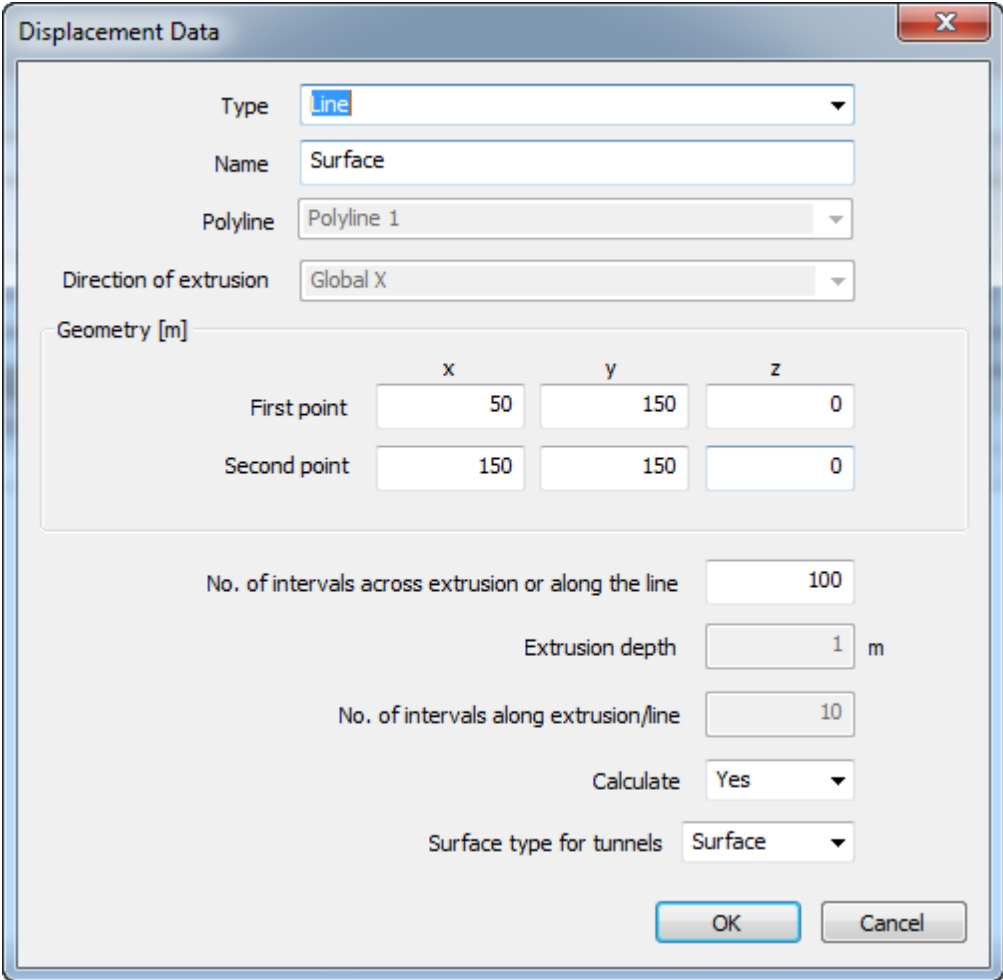 Displacement Data
Type Line
Name Surface
Polyline Polyline 1
Direction of extrusion Global X
Geometry [m]
x y z
First point 50 150 0
Second point 150 150 0
No. of intervals across extrusion or along the line 100
Extrusion depth 1 m
No. of intervals along extrusion/line 10
Calculate Yes
Surface type for tunnels Surface
OK Cancel